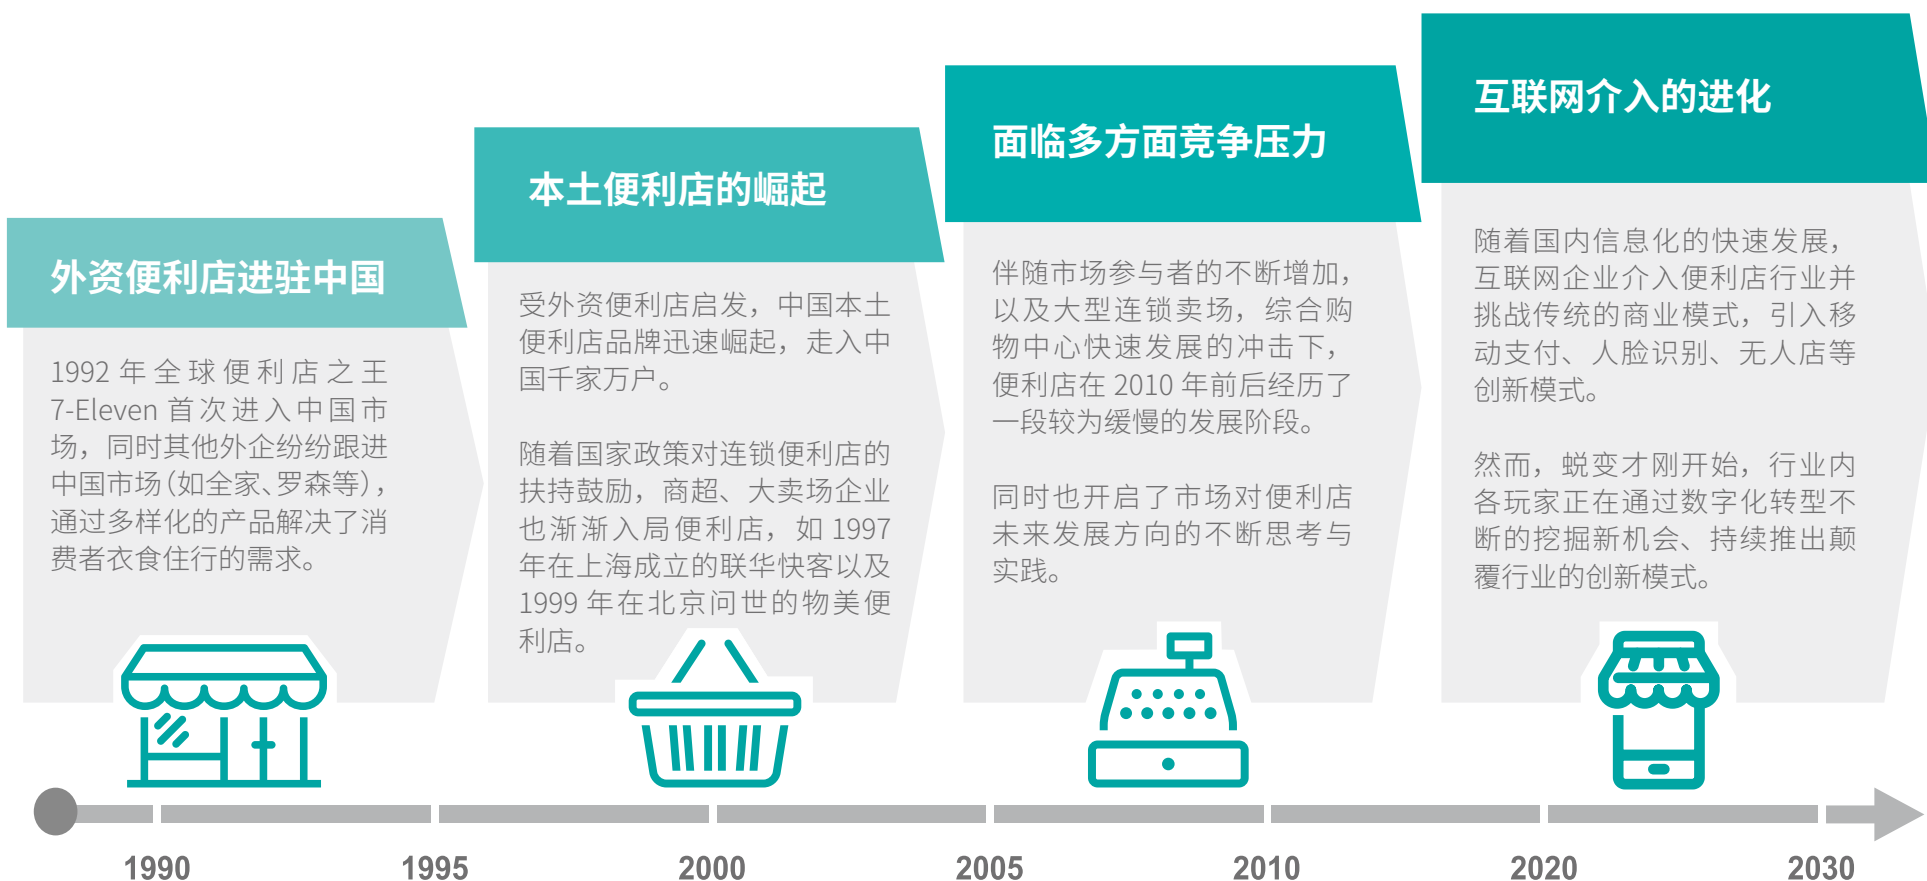 外资便利店进驻中国
1992 年全球便利店之王
7-Eleven 首次进入中国市
场，同时其他外企纷纷跟进
中国市场（如全家、罗森等），
通过多样化的产品解决了消
费者衣食住行的需求。
本土便利店的崛起
受外资便利店启发，中国本土
便利店品牌迅速崛起，走入中
国千家万户。
随着国家政策对连锁便利店的
扶持鼓励，商超、大卖场企业
也渐渐入局便利店，如 1997
年在上海成立的联华快客以及
1999 年在北京问世的物美便
利店。
面临多方面竞争压力
伴随市场参与者的不断增加，
以及大型连锁卖场，综合购
物中心快速发展的冲击下，
便利店在 2010 年前后经历了
一段较为缓慢的发展阶段。
同时也开启了市场对便利店
未来发展方向的不断思考与
实践。
互联网介入的进化
随着国内信息化的快速发展，
互联网企业介入便利店行业并
挑战传统的商业模式，引入移
动支付、人脸识别、无人店等
创新模式。
然而，蜕变才刚开始，行业内
各玩家正在通过数字化转型不
断的挖掘新机会、持续推出颠
覆行业的创新模式。
1990
1995
2000
2005
2010
2020
2030